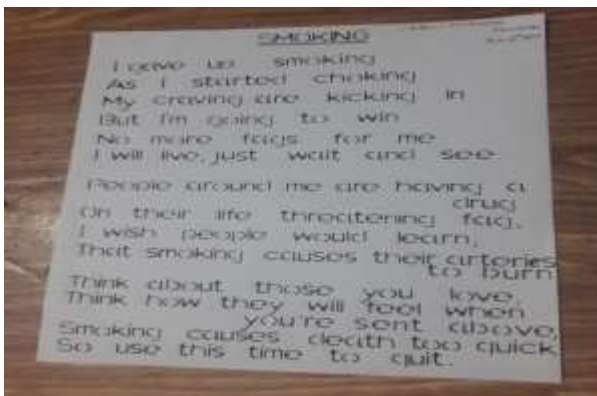 SMOKING
I gave up smoking
As I started choking
My craving are kicking in
But I'm going to win
No more fags for me
I will live, just wait and see
People around me are having a
drug
On their life threatening fag.
I wish people would learn,
That smoking causes their arteries
to burn
Think about those you love,
Think how they will feel when
you're sent above,
Smoking causes death too quick
So use this time to quit.